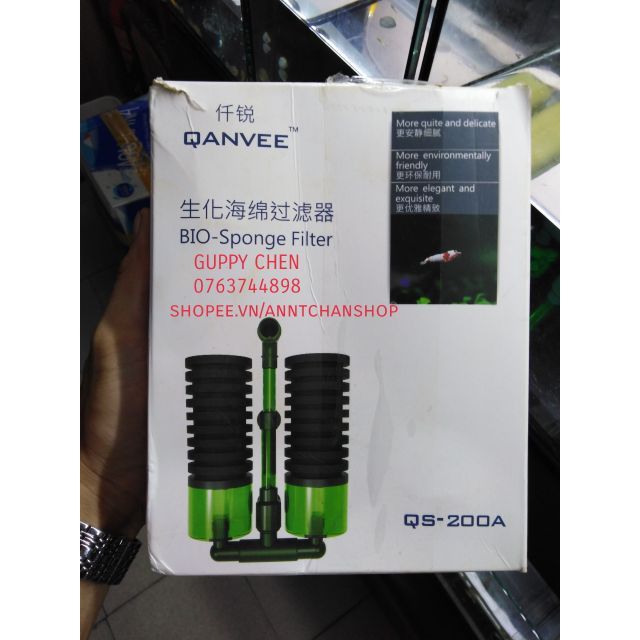 仟锐
QANVEE™
More quite and delicate
更安静细腻
More environmentally
friendly
更环保耐用
More elegant and
exquisite
更优雅精致
生化海绵过滤器
BIO-Sponge Filter
GUPPY CHEN
0763744898
SHOPEE.VN/ANNTCHANSHOP
QS-200A